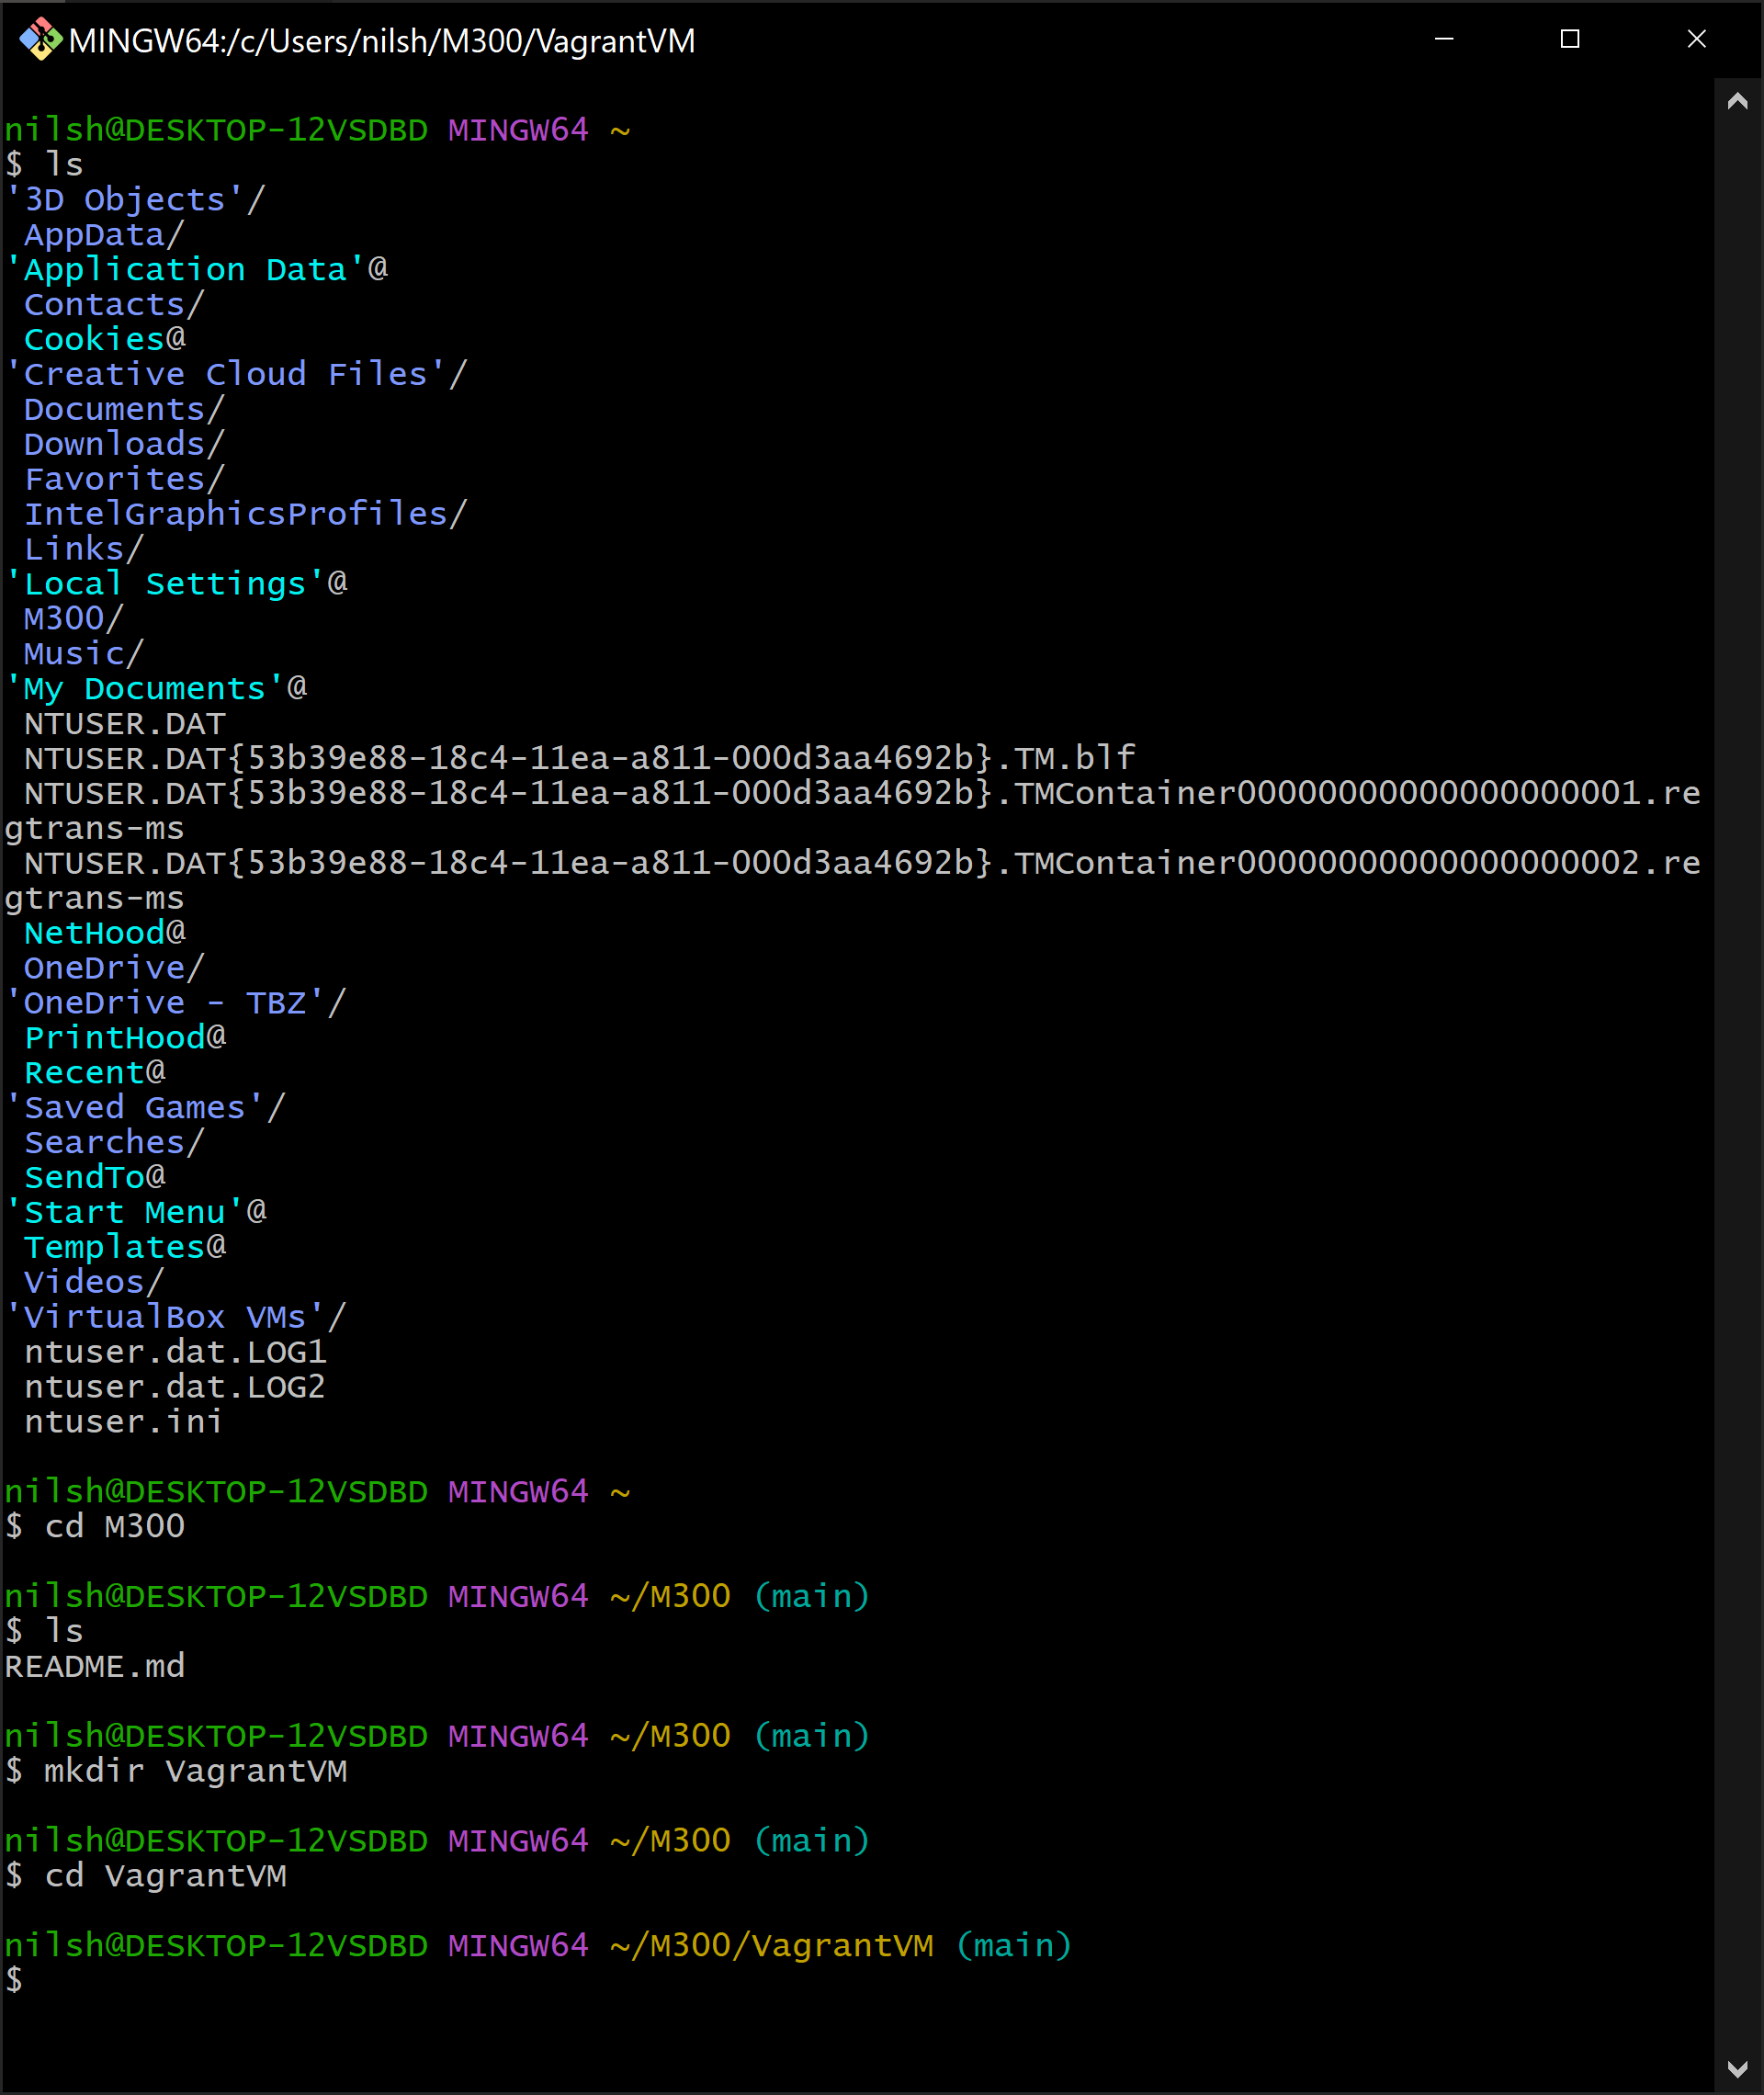 MINGW64:/c/Users/nilsh/M300/VagrantVM
nilsh@DESKTOP-12VSDBD MINGW64 ~
$ ls
'3D Objects'/
AppData/
'Application Data'@
Contacts/
Cookies@
'Creative Cloud Files'/
Documents/
Downloads/
Favorites/
IntelGraphicsProfiles/
Links/
'Local Settings'@
M300/
Music/
'My Documents'@
NTUSER.DAT
NTUSER.DAT{53b39e88-18c4-11ea-a811-000d3aa4692b}.TM.blf
NTUSER.DAT{53b39e88-18c4-11ea-a811-000d3aa4692b}.TMContainer00000000000000000001.re
gtrans-ms
NTUSER.DAT{53b39e88-18c4-11ea-a811-000d3aa4692b}.TMContainer00000000000000000002.re
gtrans-ms
NetHood@
OneDrive/
'OneDrive - TBZ'/
PrintHood@
Recent@
'Saved Games'/
Searches/
SendTo@
'Start Menu'@
Templates@
Videos/
'VirtualBox VMs'/
ntuser.dat.LOG1
ntuser.dat.LOG2
ntuser.ini
nilsh@DESKTOP-12VSDBD MINGW64 ~
$ cd M300
nilsh@DESKTOP-12VSDBD MINGW64 ~/M300 (main)
$ ls
README.md
nilsh@DESKTOP-12VSDBD MINGW64 ~/M300 (main)
$ mkdir VagrantVM
nilsh@DESKTOP-12VSDBD MINGW64 ~/M300 (main)
$ cd VagrantVM
nilsh@DESKTOP-12VSDBD MINGW64 ~/M300/VagrantVM (main)
$